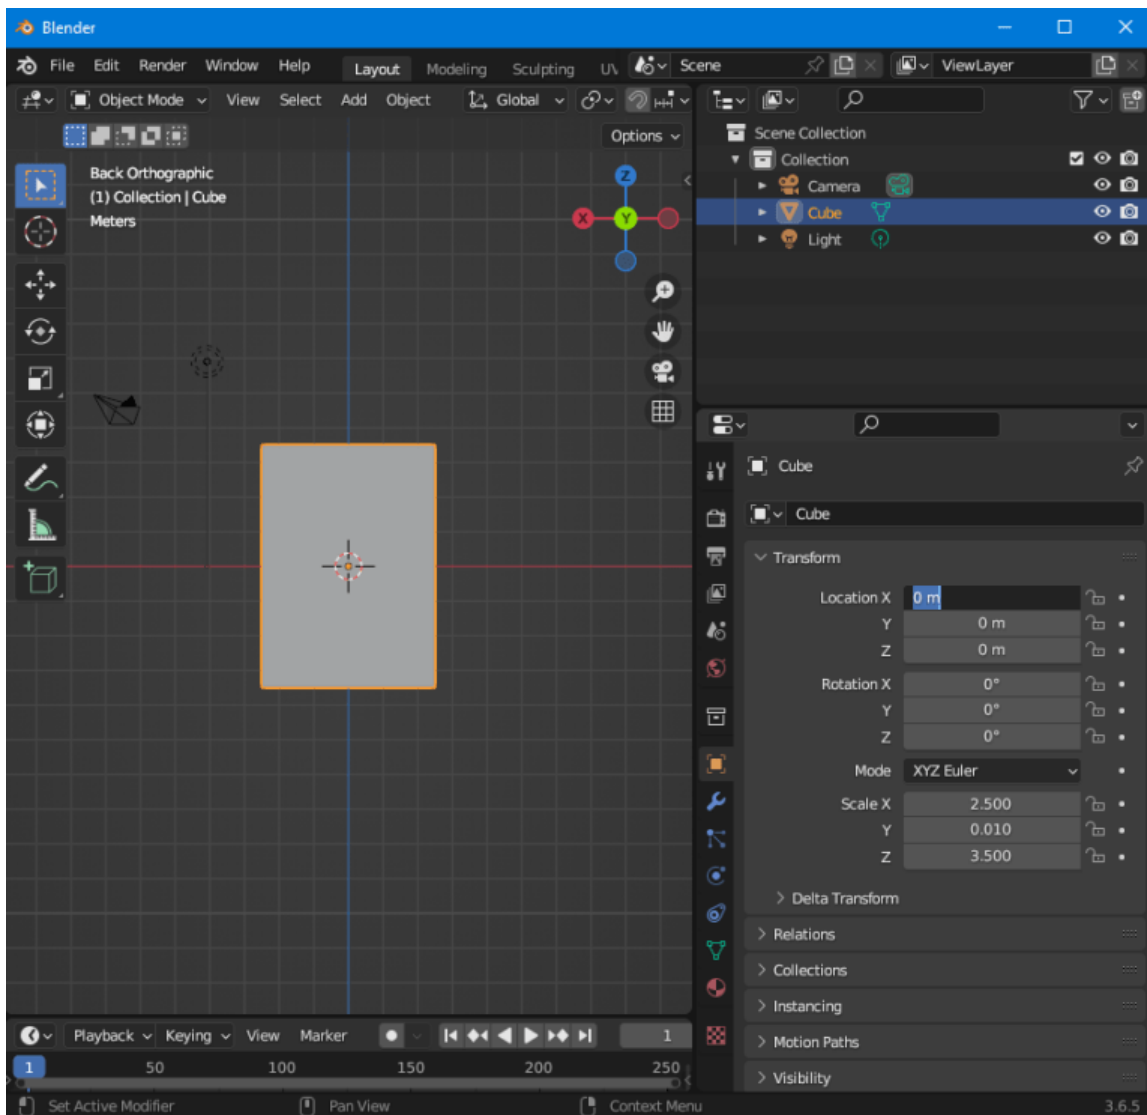 Blender
File Edit Render Window Help Layout Modeling Sculpting UV Scene ViewLayer
Object Mode View Select Add Object Global
Options
Back Orthographic
(1) Collection | Cube
Meters
Z
X Y
Scene Collection
Collection
Camera
Cube
Light
Cube
Cube
Transform
Location X 0 m
Y 0 m
Z 0 m
Rotation X 0°
Y 0°
Z 0°
Mode XYZ Euler
Scale X 2.500
Y 0.010
Z 3.500
Delta Transform
Relations
Collections
Instancing
Motion Paths
Visibility
Playback Keying View Marker 1
1 50 100 150 200 250
Set Active Modifier Pan View Context Menu 3.6.5